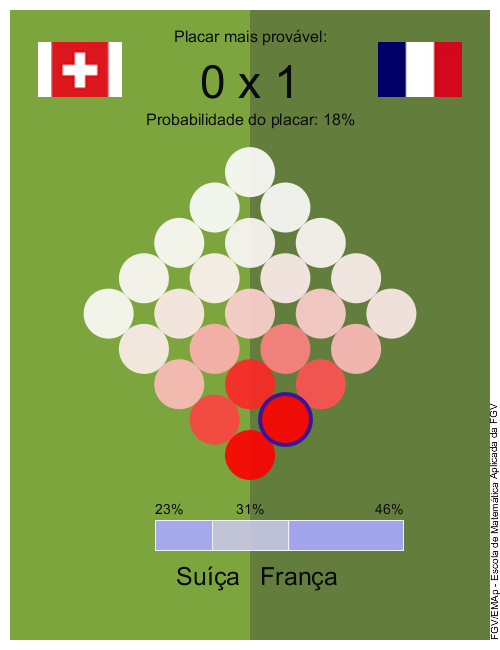 Placar mais provável:
0 x 1
Probabilidade do placar: 18%
23% 31% 46%
Suíça França
FGV/EMAp - Escola de Matemática Aplicada da FGV